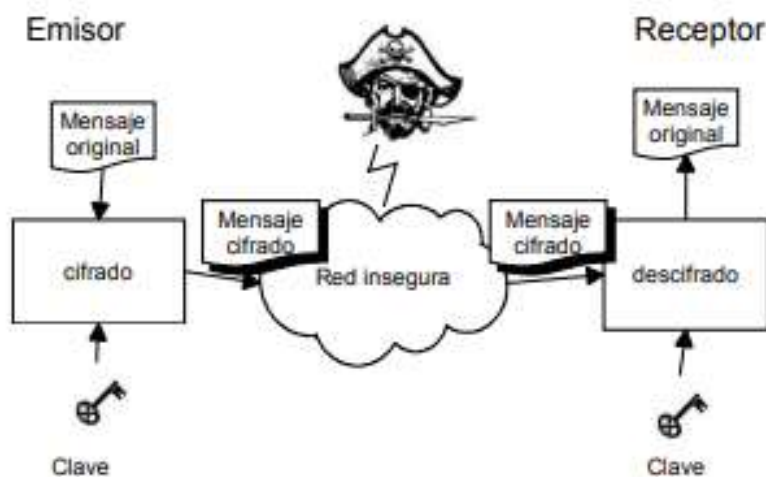 Emisor
Receptor
Mensaje
original
Mensaje
original
Mensaje
cifrado
Mensaje
cifrado
cifrado
Red insegura
descifrado
Clave
Clave